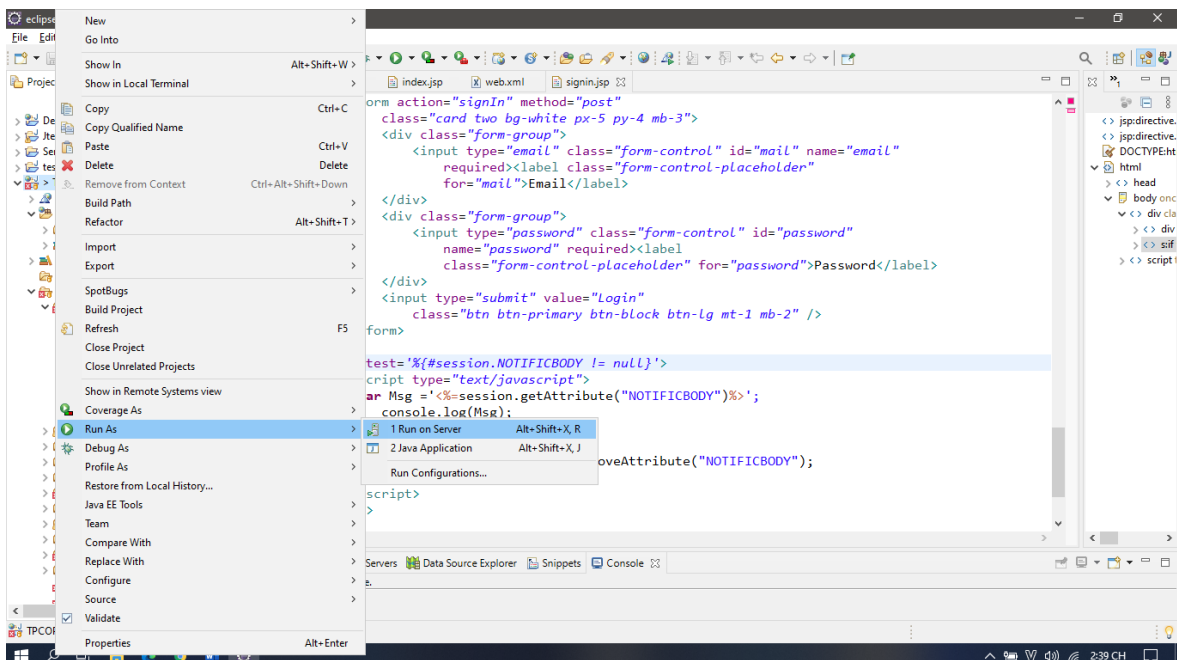 eclipse
File Edi
New
Go Into
Show In Alt+Shift+W >
Show in Local Terminal
Copy Ctrl+C
Copy Qualified Name
Paste Ctrl+V
Delete Delete
Remove from Context Ctrl+Alt+Shift+Down
Build Path
Refactor Alt+Shift+T >
Import
Export
SpotBugs
Build Project
Refresh F5
Close Project
Close Unrelated Projects
Show in Remote Systems view
Coverage As
Run As
Debug As
Profile As
Restore from Local History...
Java EE Tools
Team
Compare With
Replace With
Configure
Source
Validate
Properties Alt+Enter
1 Run on Server Alt+Shift+X, R
2 Java Application Alt+Shift+X, J
Run Configurations...
Projec
De
Jte
Ser
tes
TPCOR
index.jsp web.xml signin.jsp
orm action="signIn" method="post"
class="card two bg-white px-5 py-4 mb-3">
<div class="form-group">
<input type="email" class="form-control" id="mail" name="email"
required><label class="form-control-placeholder"
for="mail">Email</label>
</div>
<div class="form-group">
<input type="password" class="form-control" id="password"
name="password" required><label
class="form-control-placeholder" for="password">Password</label>
</div>
<input type="submit" value="Login"
class="btn btn-primary btn-block btn-lg mt-1 mb-2" />
form>
test='%{#session.NOTIFICBODY != null}'>
cript type="text/javascript">
ar Msg ='<%=session.getAttribute("NOTIFICBODY")%>';
console.log(Msg);
oveAttribute("NOTIFICBODY");
script>
>
Servers Data Source Explorer Snippets Console
e.
»1
jsp:directive.
jsp:directive.
DOCTYPE:ht
html
head
body onc
div cla
div
s:if
script t
2:39 CH